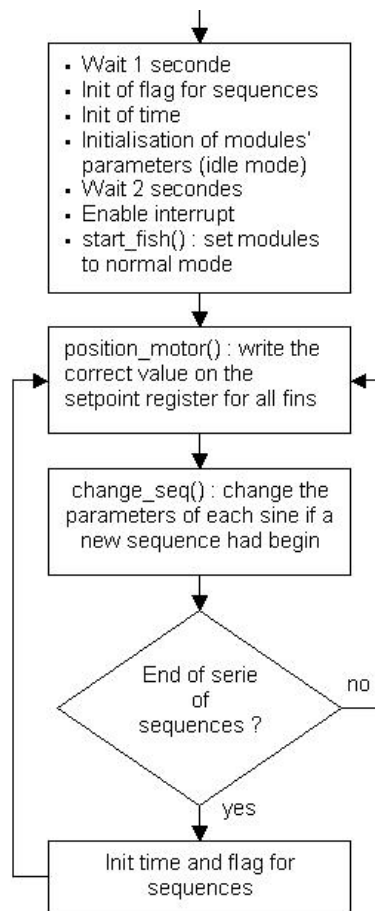 ▪ Wait 1 seconde
▪ Init of flag for sequences
▪ Init of time
▪ Initialisation of modules'
parameters (idle mode)
▪ Wait 2 secondes
▪ Enable interrupt
▪ start_fish() : set modules
to normal mode
position_motor() : write the
correct value on the
setpoint register for all fins
change_seq() : change the
parameters of each sine if a
new sequence had begin
End of serie
of
sequences ?
no
yes
Init time and flag for
sequences